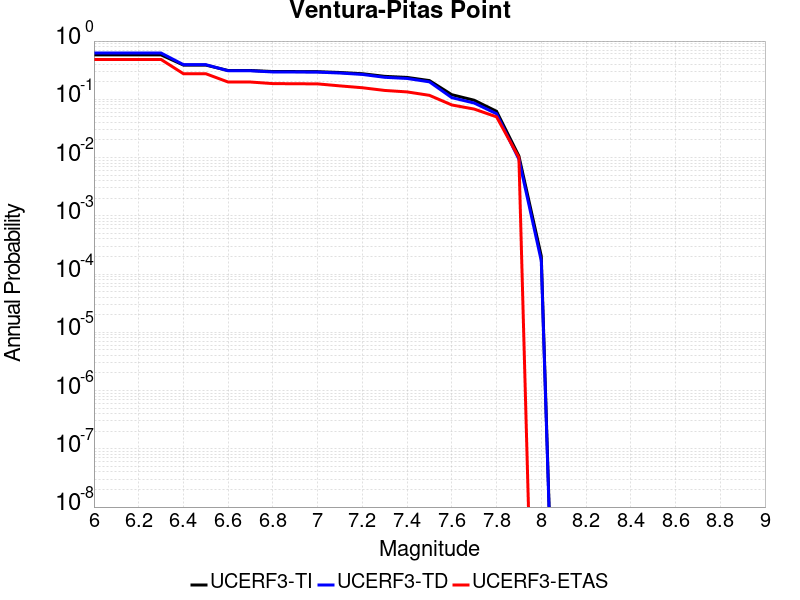 Ventura-Pitas Point
10^0
10^-1
10^-2
10^-3
10^-4
10^-5
10^-6
10^-7
10^-8
Annual Probability
6 6.2 6.4 6.6 6.8 7 7.2 7.4 7.6 7.8 8 8.2 8.4 8.6 8.8 9
Magnitude
UCERF3-TI UCERF3-TD UCERF3-ETAS